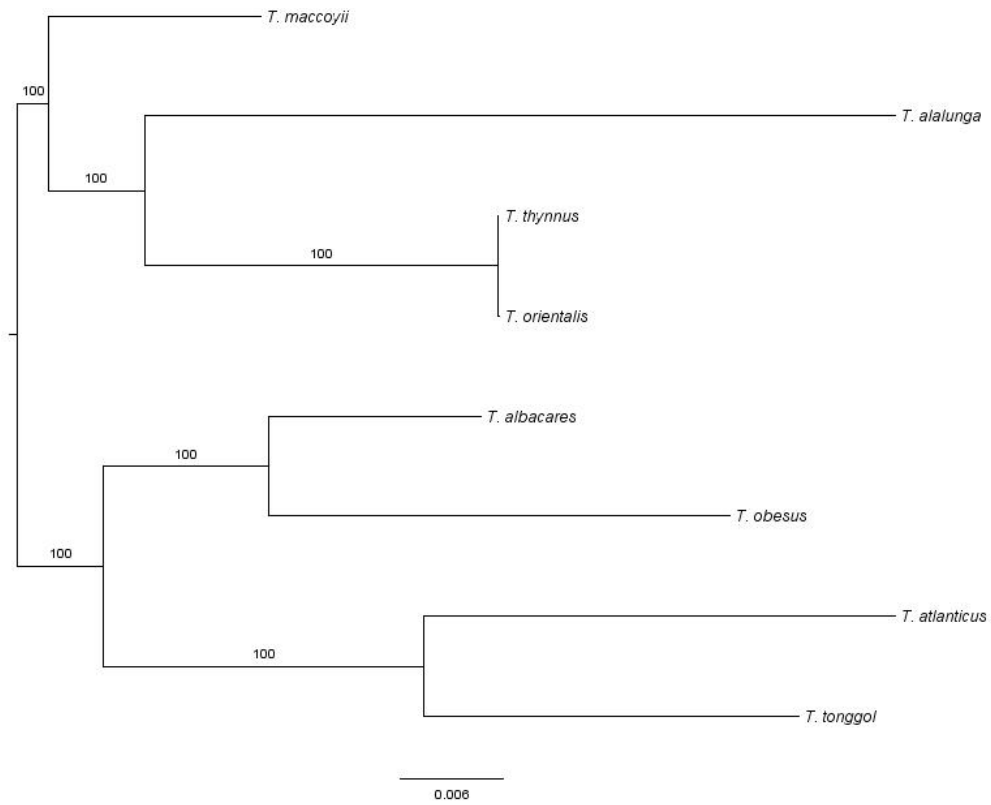 T. maccoyii
100
T. alalunga
100
T. thynnus
100
T. orientalis
T. albacares
100
T. obesus
100
T. atlanticus
100
T. tonggol
0.006